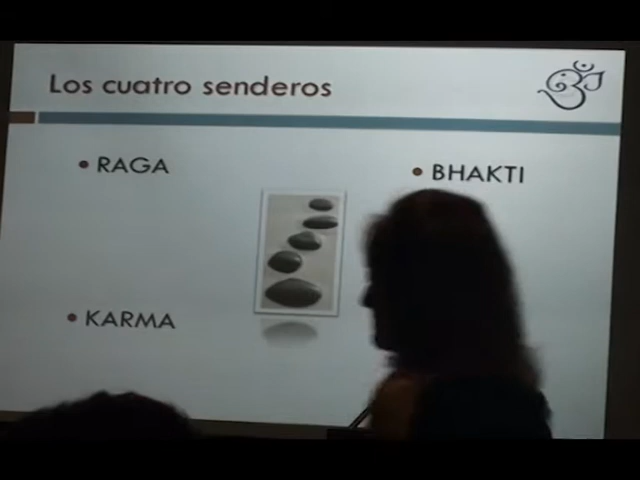 Los cuatro senderos
ॐ
• RAGA
• BHAKTI
• KARMA